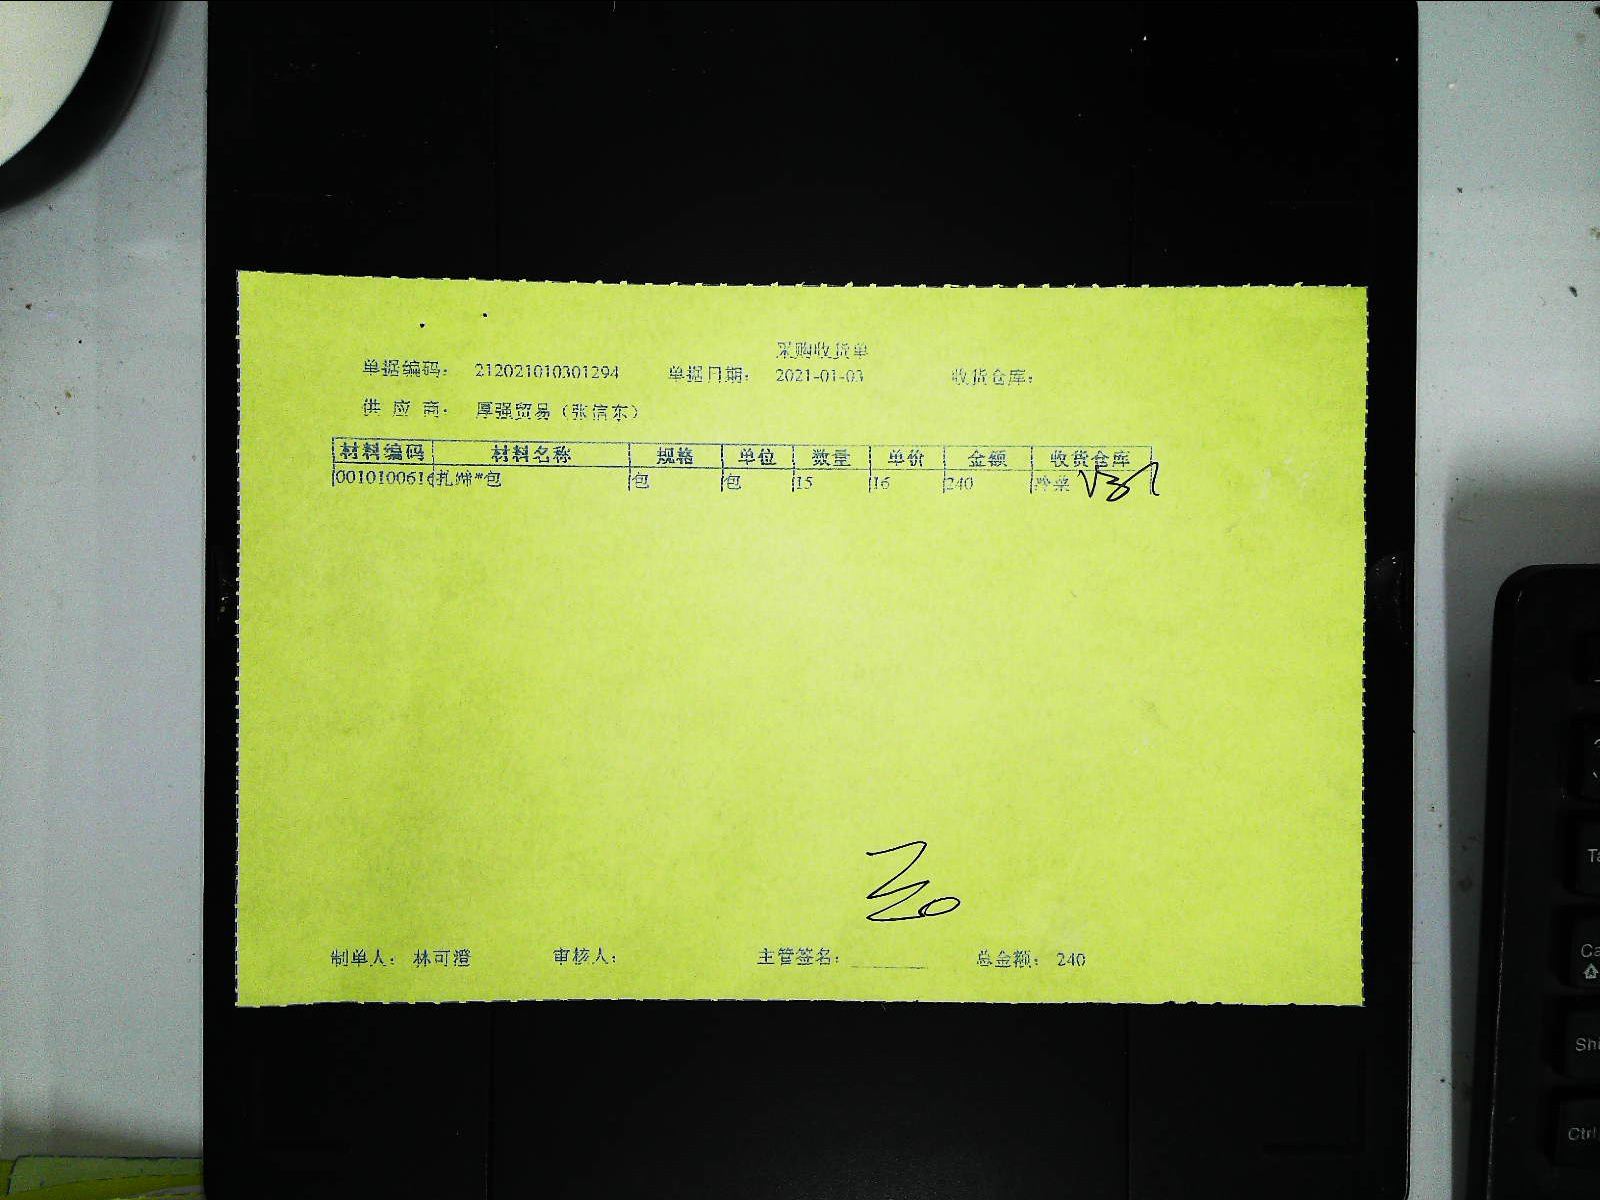 采购收货单
单据编码: 212021010301294 单据日期: 2021-01-03 收货仓库:
供 应 商: 厚强贸易（张信东）
材料编码 材料名称 规格 单位 数量 单价 金额 收货仓库
0010100616 扎蹄*包 包 包 15 16 240 冷菜
制单人: 林可澄 审核人: 主管签名: 总金额: 240